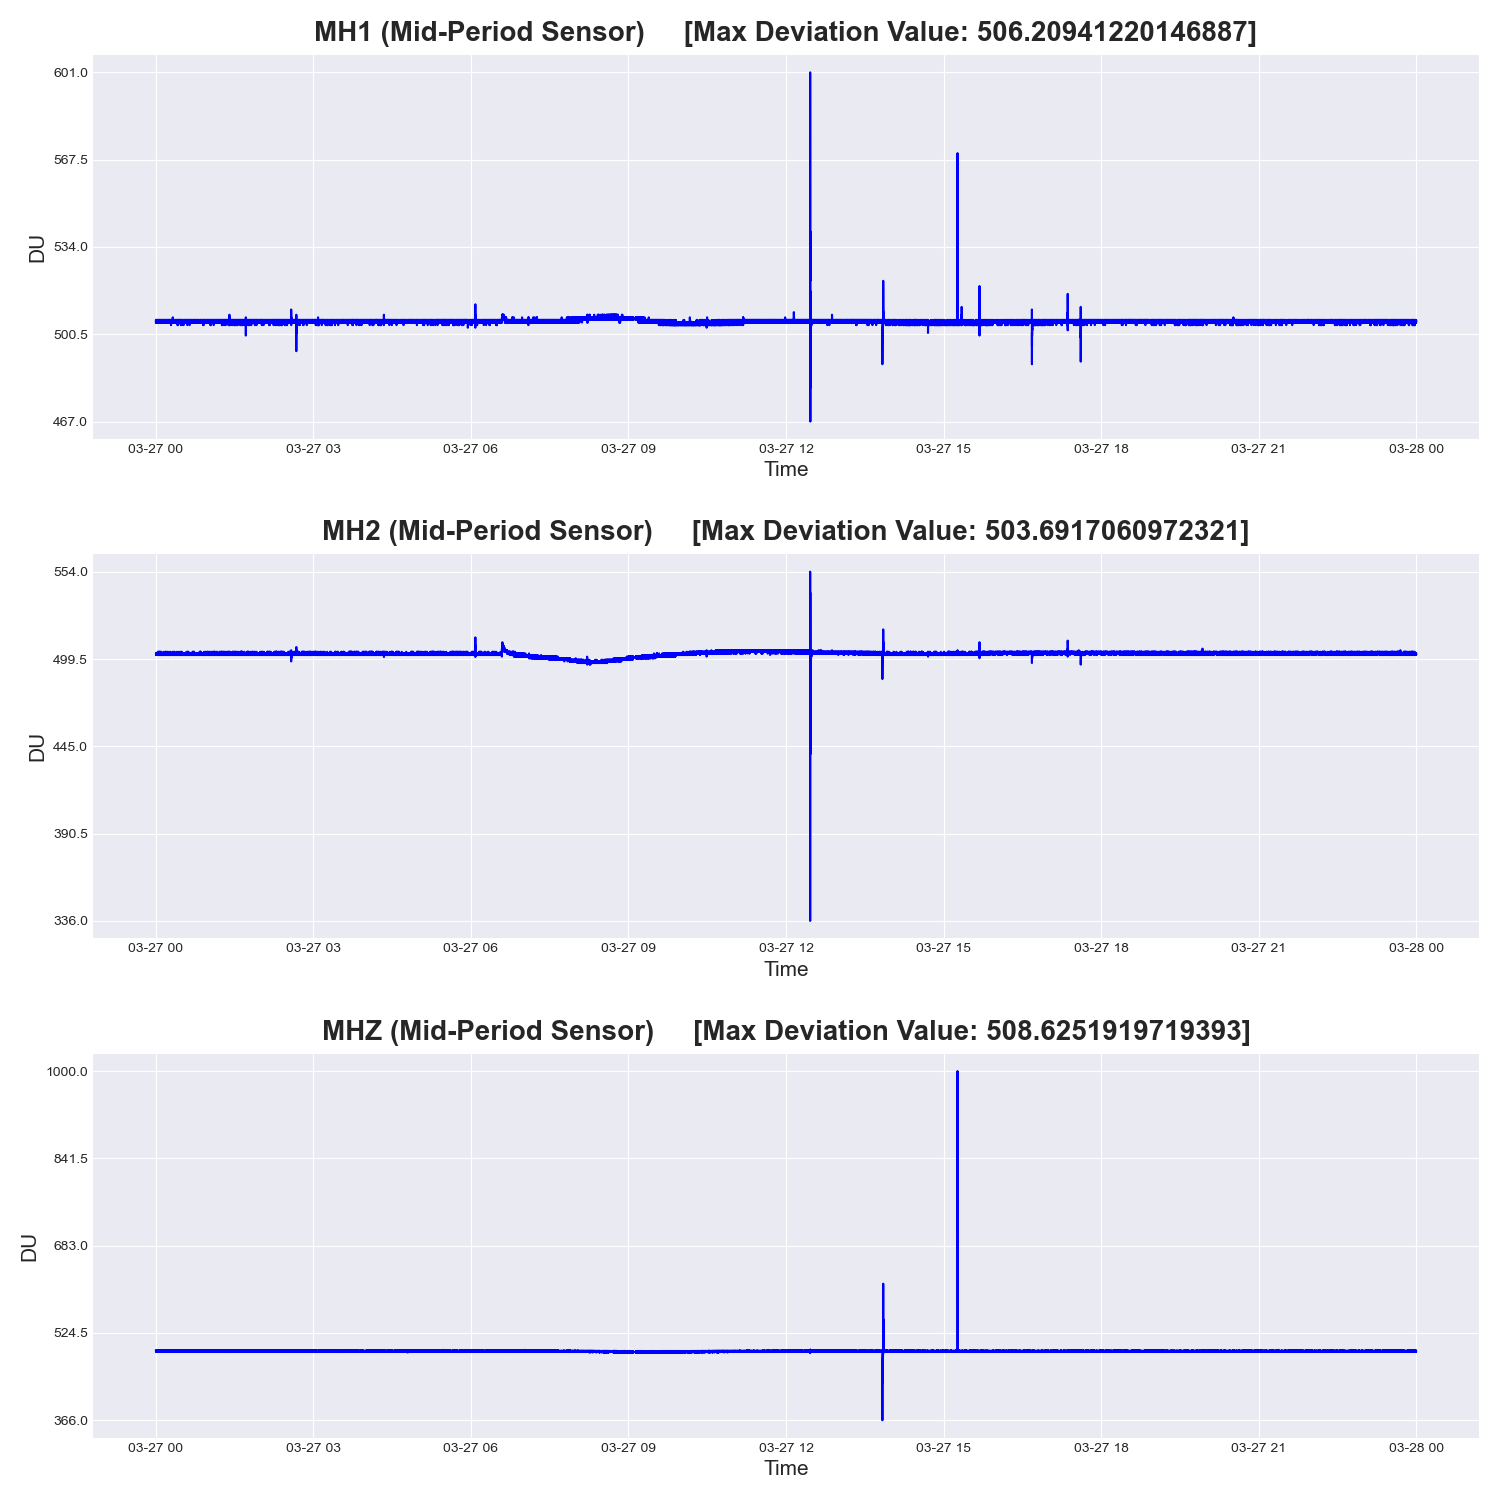 MH1 (Mid-Period Sensor) [Max Deviation Value: 506.20941220146887]
601.0
567.5
534.0
500.5
467.0
DU
03-27 00 03-27 03 03-27 06 03-27 09 03-27 12 03-27 15 03-27 18 03-27 21 03-28 00
Time
MH2 (Mid-Period Sensor) [Max Deviation Value: 503.6917060972321]
554.0
499.5
445.0
390.5
336.0
DU
03-27 00 03-27 03 03-27 06 03-27 09 03-27 12 03-27 15 03-27 18 03-27 21 03-28 00
Time
MHZ (Mid-Period Sensor) [Max Deviation Value: 508.6251919719393]
1000.0
841.5
683.0
524.5
366.0
DU
03-27 00 03-27 03 03-27 06 03-27 09 03-27 12 03-27 15 03-27 18 03-27 21 03-28 00
Time